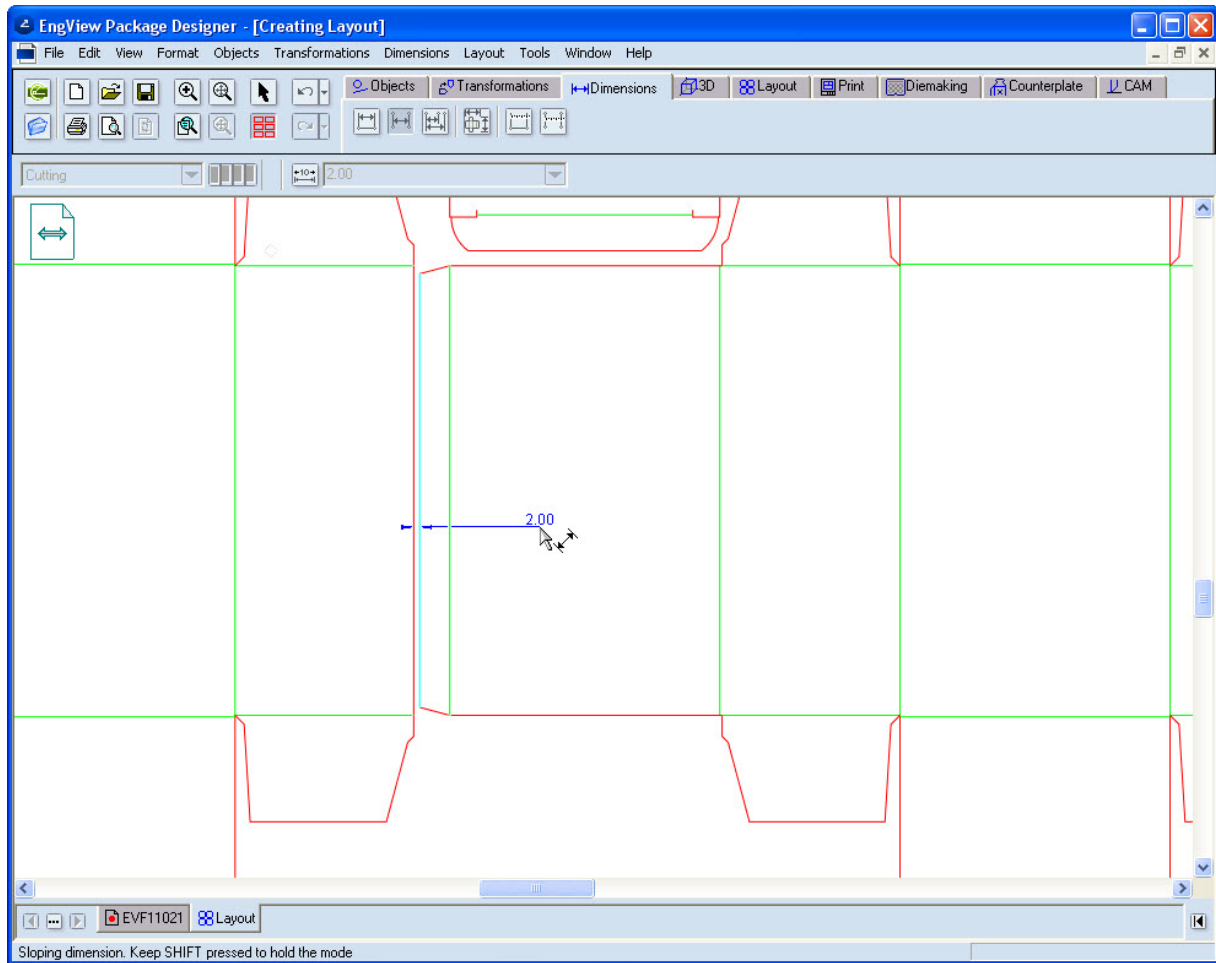 EngView Package Designer - [Creating Layout]
File Edit View Format Objects Transformations Dimensions Layout Tools Window Help
Objects Transformations Dimensions 3D Layout Print Diemaking Counterplate CAM
Cutting 10 2.00
2.00
EVF11021 Layout
Sloping dimension. Keep SHIFT pressed to hold the mode